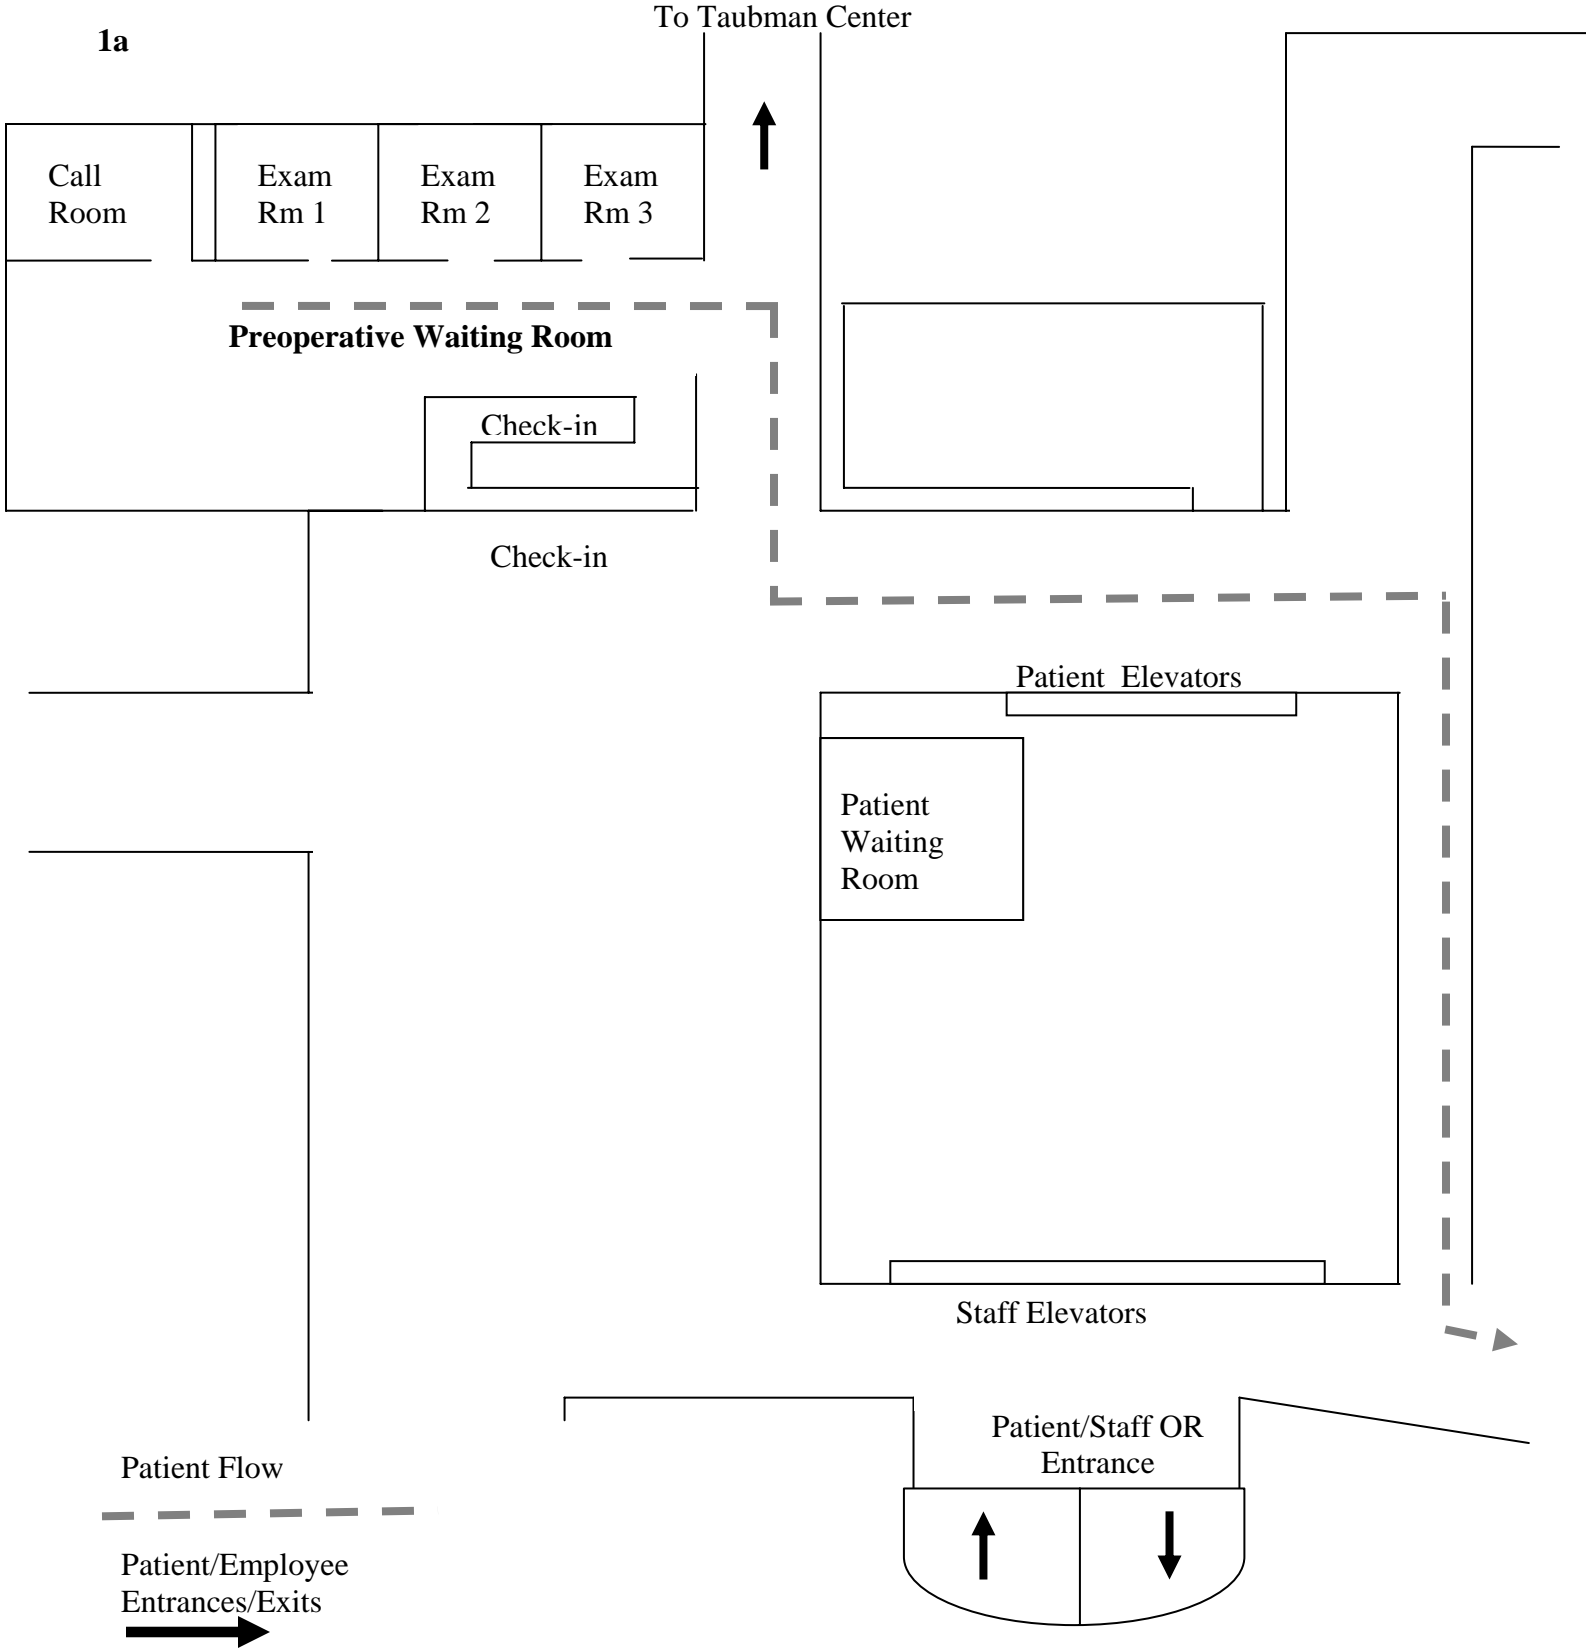 To Taubman Center
1a
Call
Room
Exam
Rm 1
Exam
Rm 2
Exam
Rm 3
Preoperative Waiting Room
Check-in
Check-in
Patient Elevators
Patient
Waiting
Room
Staff Elevators
Patient/Staff OR
Entrance
Patient Flow
Patient/Employee
Entrances/Exits